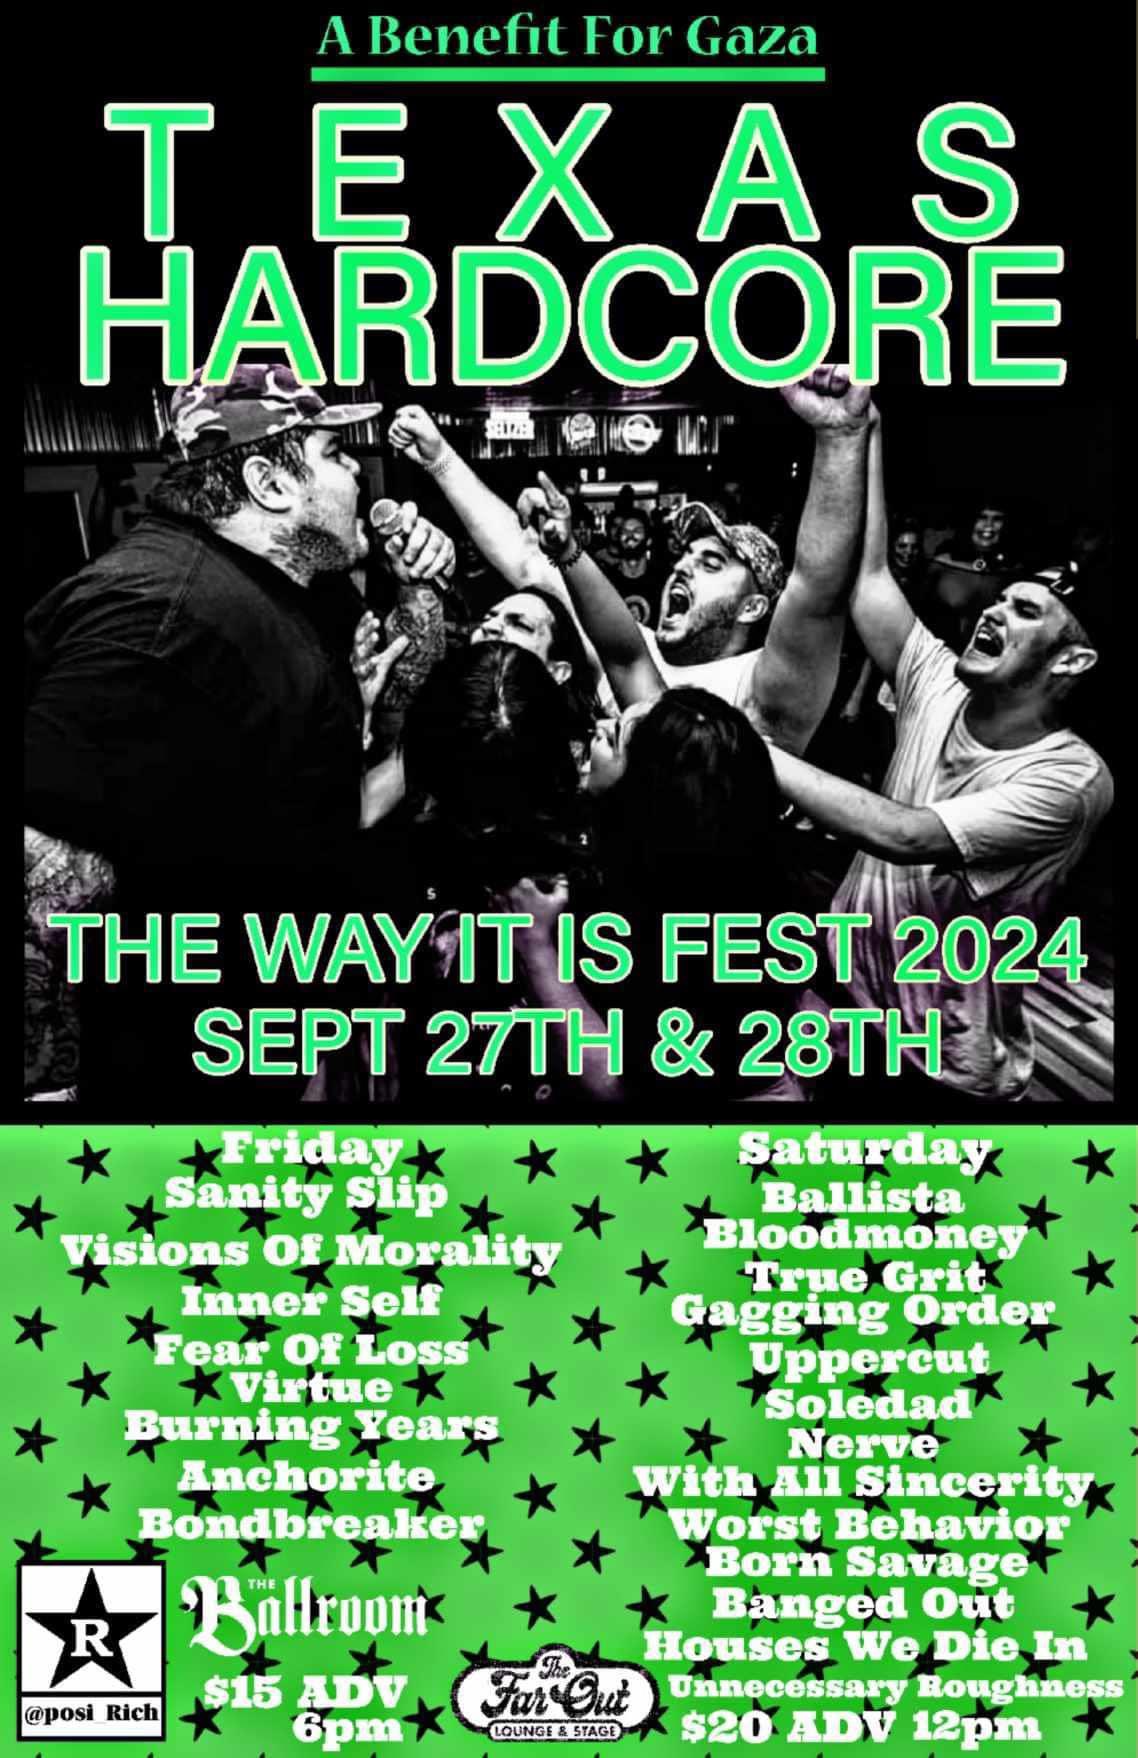 A Benefit For Gaza
TEXAS
HARDCORE
SELTZER
THE WAY IT IS FEST 2024
SEPT 27TH & 28TH
Friday
Sanity Slip
Visions Of Morality
Inner Self
Fear Of Loss
Virtue
Burning Years
Anchorite
Bondbreaker
R
@posi_Rich
THE
Ballroom
$15 ADV
6pm
The
Far Out
LOUNGE & STAGE
Saturday
Ballista
Bloodmoney
True Grit
Gagging Order
Uppercut
Soledad
Nerve
With All Sincerity
Worst Behavior
Born Savage
Banged Out
Houses We Die In
Unnecessary Roughness
$20 ADV 12pm